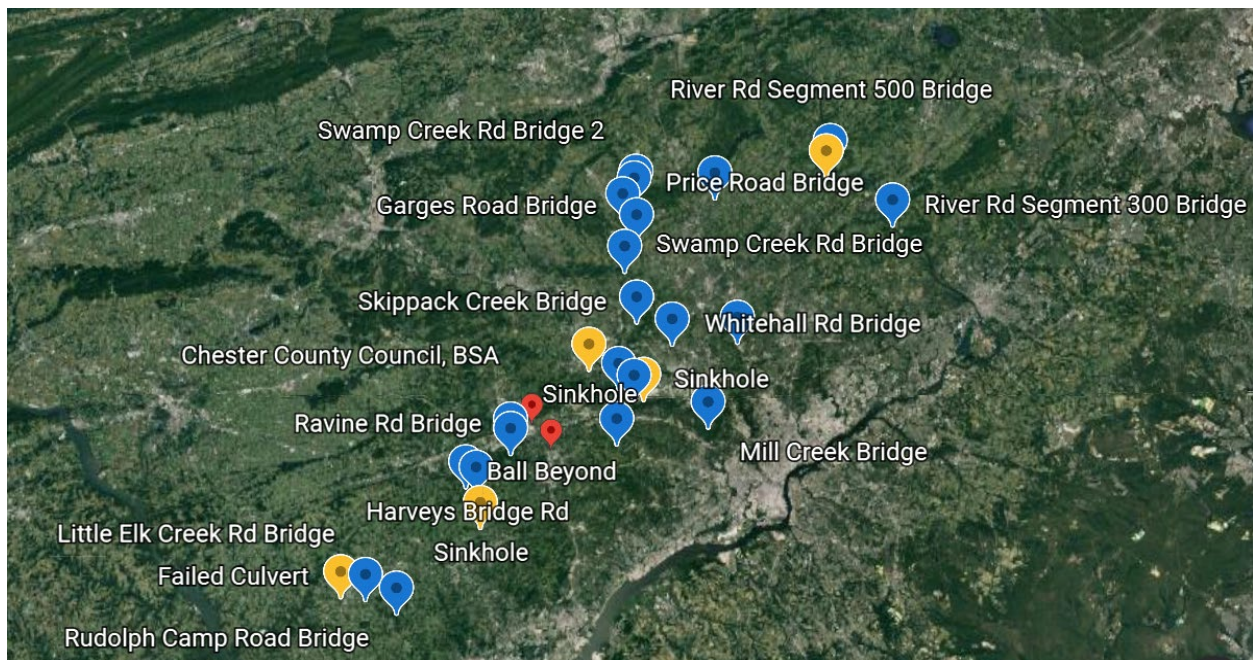 River Rd Segment 500 Bridge
Swamp Creek Rd Bridge 2
Price Road Bridge
Garges Road Bridge
River Rd Segment 300 Bridge
Swamp Creek Rd Bridge
Skippack Creek Bridge
Whitehall Rd Bridge
Chester County Council, BSA
Sinkhole
Sinkhole
Ravine Rd Bridge
Mill Creek Bridge
Ball Beyond
Harveys Bridge Rd
Little Elk Creek Rd Bridge
Sinkhole
Failed Culvert
Rudolph Camp Road Bridge